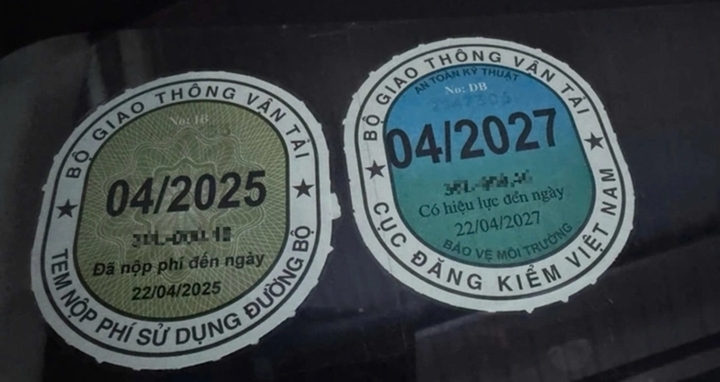 BỘ GIAO THÔNG VẬN TẢI
No: IB
04/2025
Đã nộp phí đến ngày
22/04/2025
TEM NỘP PHÍ SỬ DỤNG ĐƯỜNG BỘ
BỘ GIAO THÔNG VẬN TẢI
AN TOÀN KỸ THUẬT
No: DB
04/2027
Có hiệu lực đến ngày
22/04/2027
BẢO VỆ MÔI TRƯỜNG
CỤC ĐĂNG KIỂM VIỆT NAM